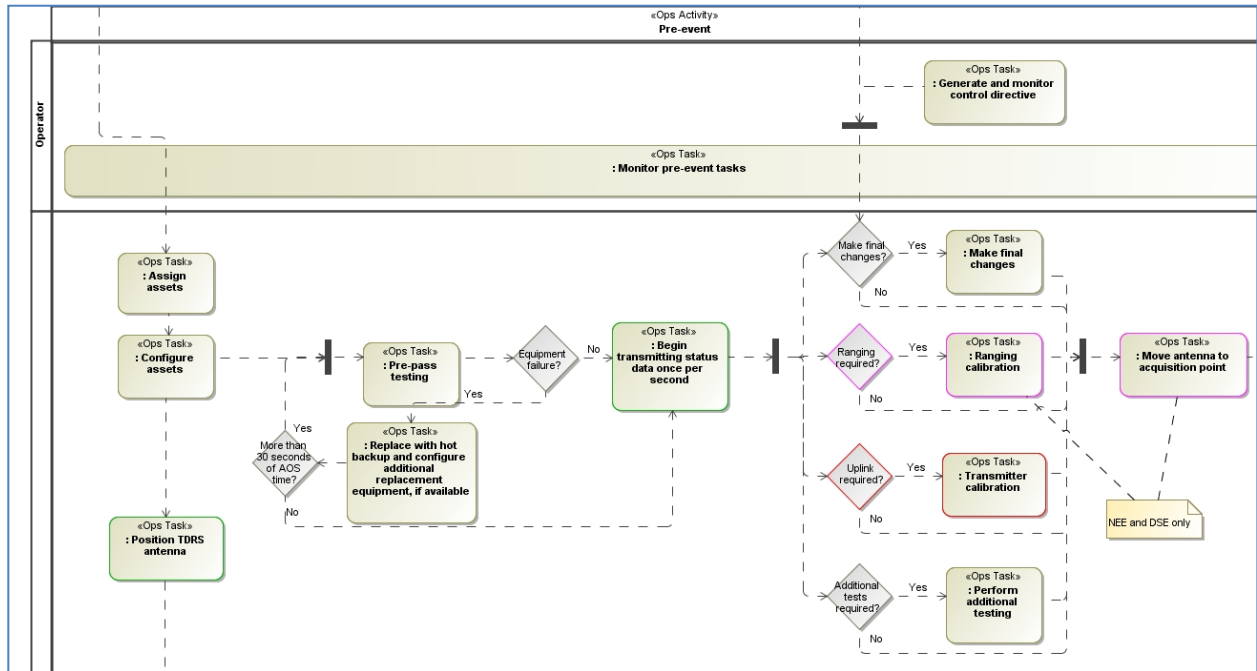 «Ops Activity»
Pre-event
Operator
«Ops Task»
: Generate and monitor
control directive
«Ops Task»
: Monitor pre-event tasks
«Ops Task»
: Assign
assets
«Ops Task»
: Configure
assets
«Ops Task»
: Position TDRS
antenna
«Ops Task»
: Pre-pass
testing
Equipment
failure?
No
Yes
«Ops Task»
: Replace with hot
backup and configure
additional
replacement
equipment, if available
More than
30 seconds
of AOS
time?
Yes
No
«Ops Task»
: Begin
transmitting status
data once per
second
Make final
changes?
Yes
No
«Ops Task»
: Make final
changes
Ranging
required?
Yes
No
«Ops Task»
: Ranging
calibration
«Ops Task»
: Move antenna to
acquisition point
Uplink
required?
Yes
No
«Ops Task»
: Transmitter
calibration
NEE and DSE only
Additional
tests
required?
Yes
No
«Ops Task»
: Perform
additional
testing